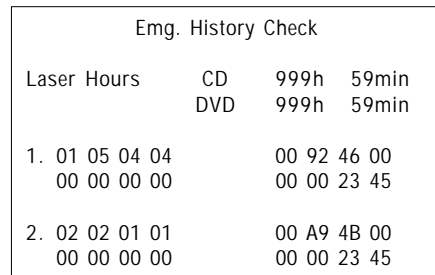 Emg. History Check
Laser Hours CD 999h 59min
DVD 999h 59min
1. 01 05 04 04 00 92 46 00
00 00 00 00 00 00 23 45
2. 02 02 01 01 00 A9 4B 00
00 00 00 00 00 00 23 45